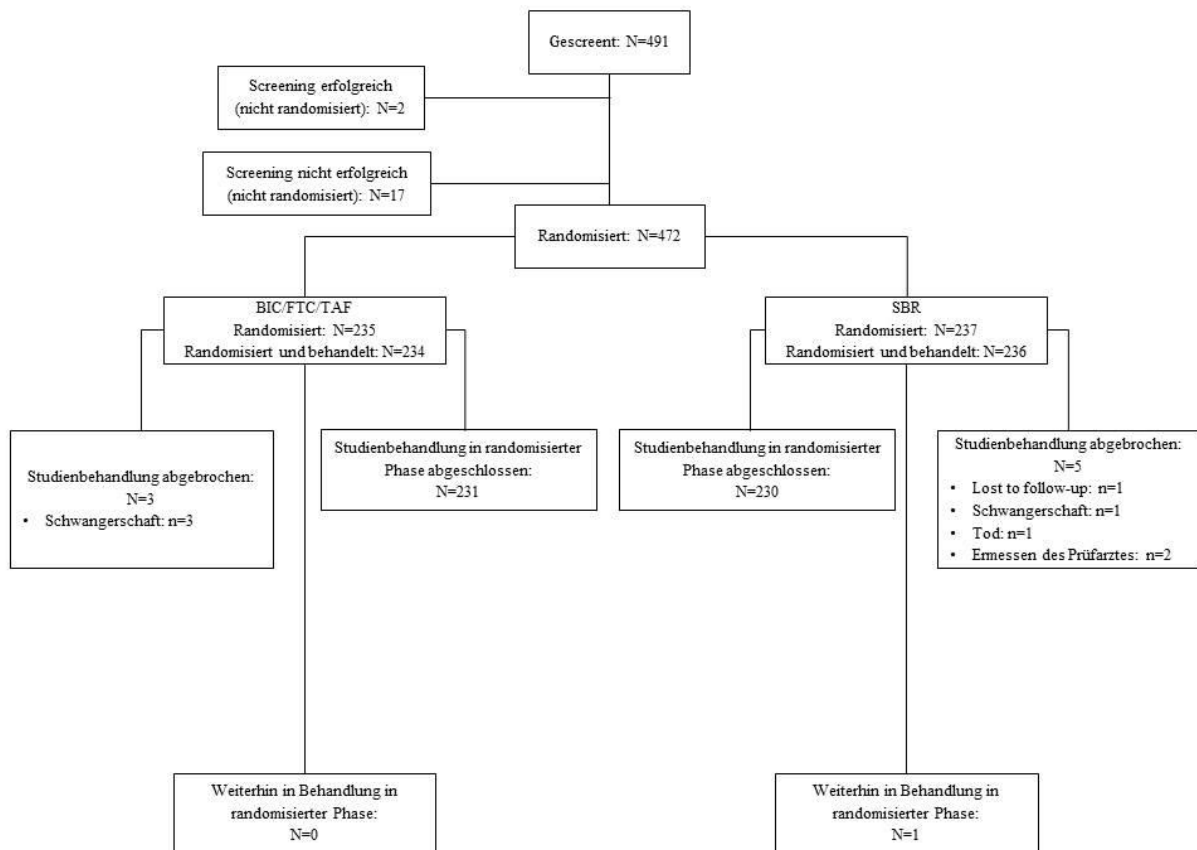 Gescreent: N=491
Screening erfolgreich
(nicht randomisiert): N=2
Screening nicht erfolgreich
(nicht randomisiert): N=17
Randomisiert: N=472
BIC/FTC/TAF
Randomisiert: N=235
Randomisiert und behandelt: N=234
SBR
Randomisiert: N=237
Randomisiert und behandelt: N=236
Studienbehandlung abgebrochen:
N=3
• Schwangerschaft: n=3
Studienbehandlung in randomisierter
Phase abgeschlossen:
N=231
Studienbehandlung in randomisierter
Phase abgeschlossen:
N=230
Studienbehandlung abgebrochen:
N=5
• Lost to follow-up: n=1
• Schwangerschaft: n=1
• Tod: n=1
• Ermessen des Prüfarztes: n=2
Weiterhin in Behandlung in
randomisierter Phase:
N=0
Weiterhin in Behandlung in
randomisierter Phase:
N=1